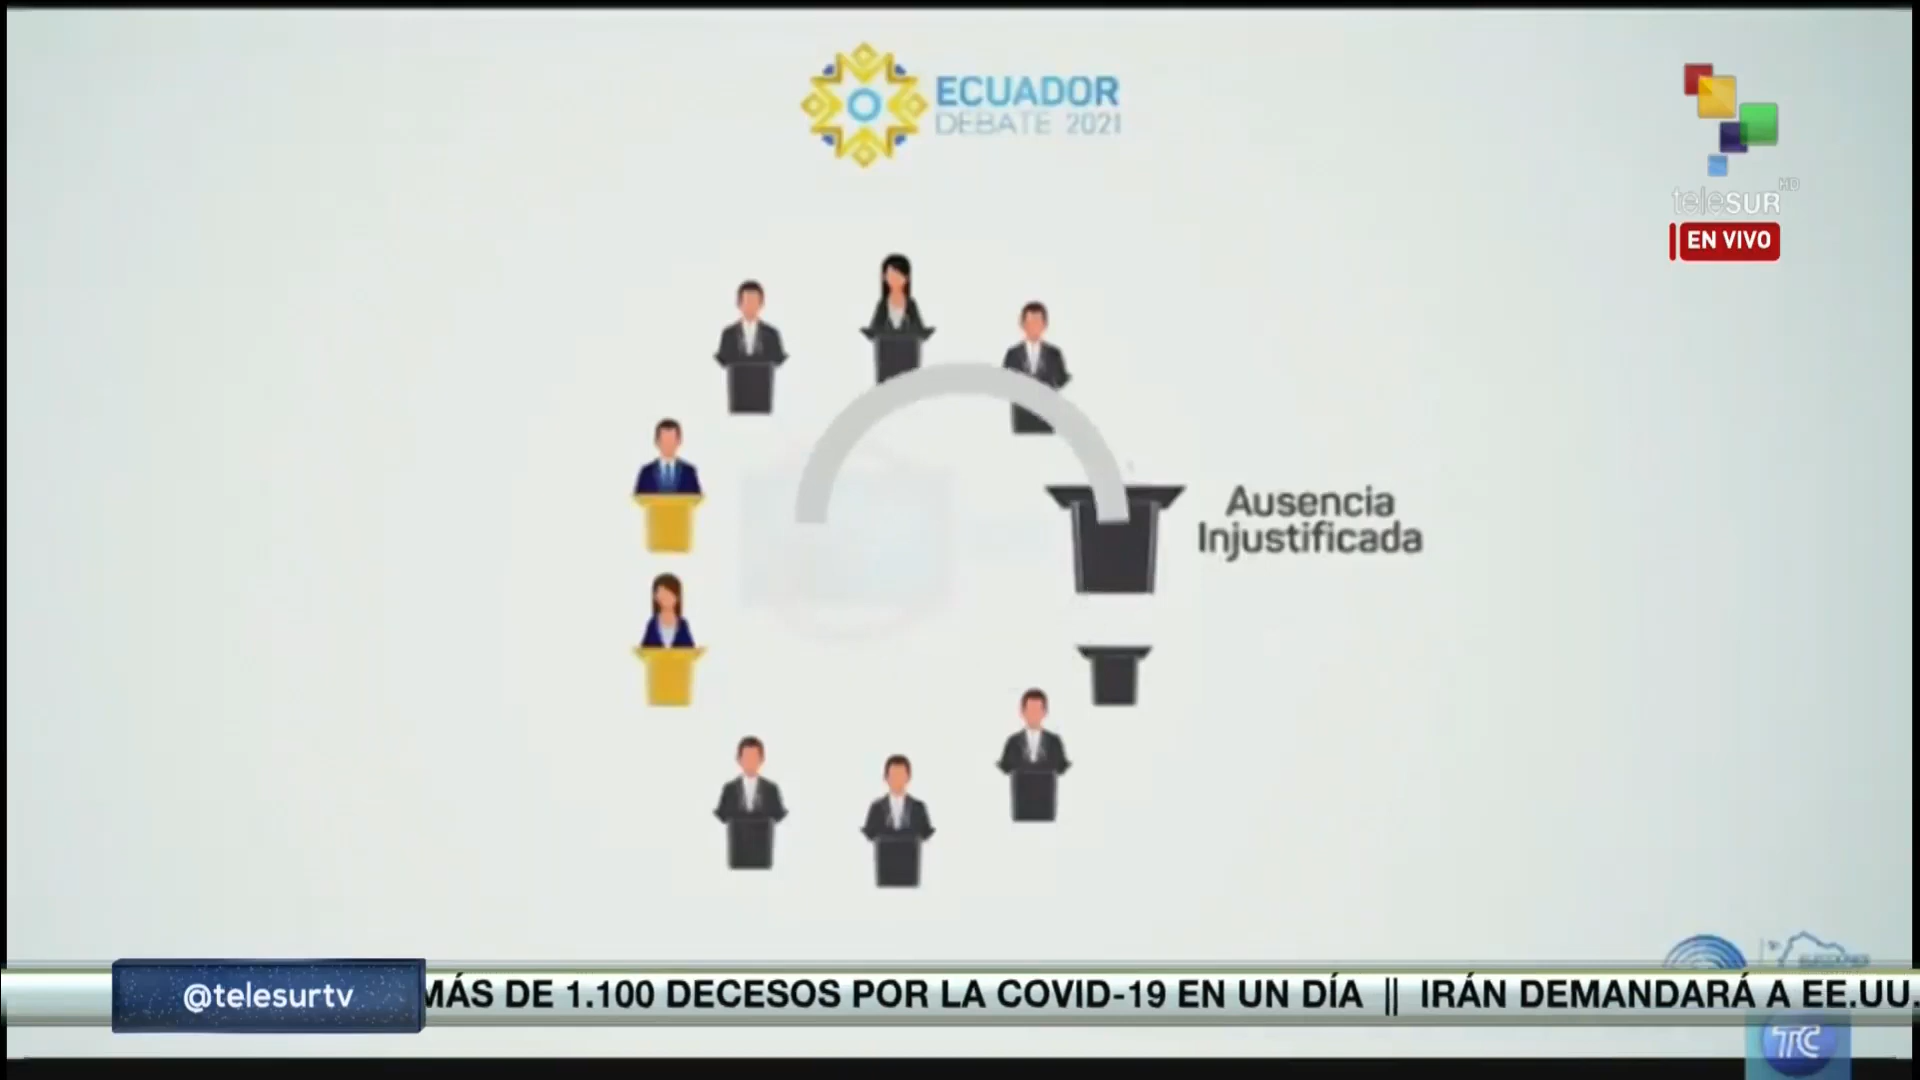 ECUADOR
DEBATE 2021
teleSUR HD
EN VIVO
Ausencia
Injustificada
@telesurtv
MÁS DE 1.100 DECESOS POR LA COVID-19 EN UN DÍA || IRÁN DEMANDARÁ A EE.UU.
TC